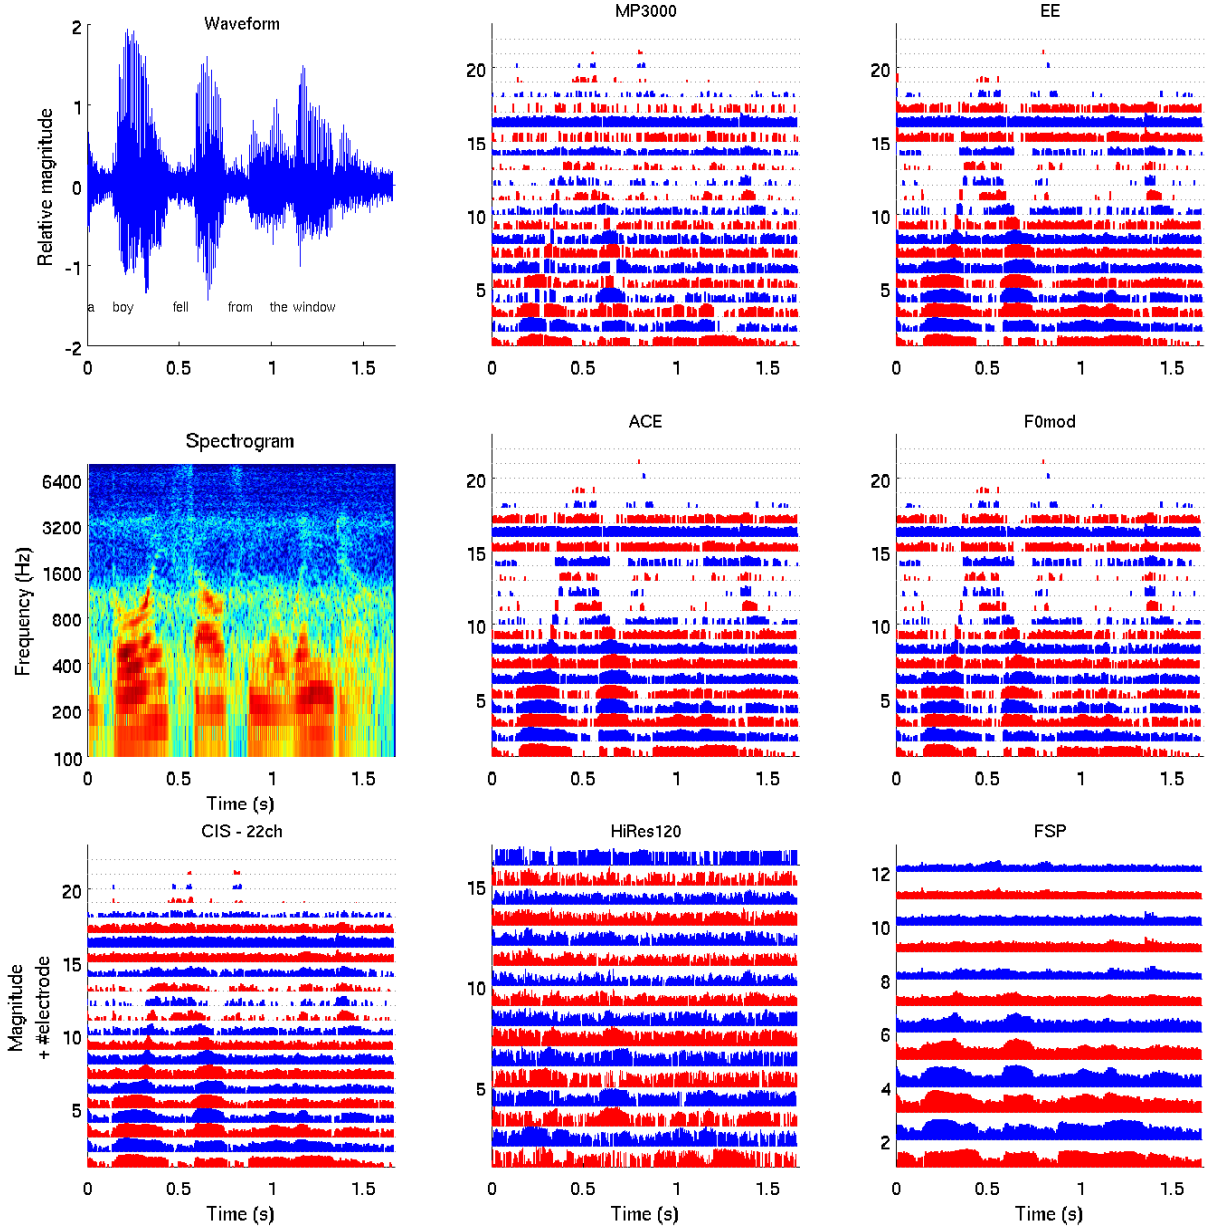 Waveform
Relative magnitude
2
1
0
-1
-2
a boy fell from the window
0 0.5 1 1.5
MP3000
20
15
10
5
0 0.5 1 1.5
EE
20
15
10
5
0 0.5 1 1.5
Spectrogram
Frequency (Hz)
6400
3200
1600
800
400
200
100
0 0.5 1 1.5
Time (s)
ACE
20
15
10
5
0 0.5 1 1.5
F0mod
20
15
10
5
0 0.5 1 1.5
CIS - 22ch
Magnitude
+ #electrode
20
15
10
5
0 0.5 1 1.5
Time (s)
HiRes120
15
10
5
0 0.5 1 1.5
Time (s)
FSP
12
10
8
6
4
2
0 0.5 1 1.5
Time (s)